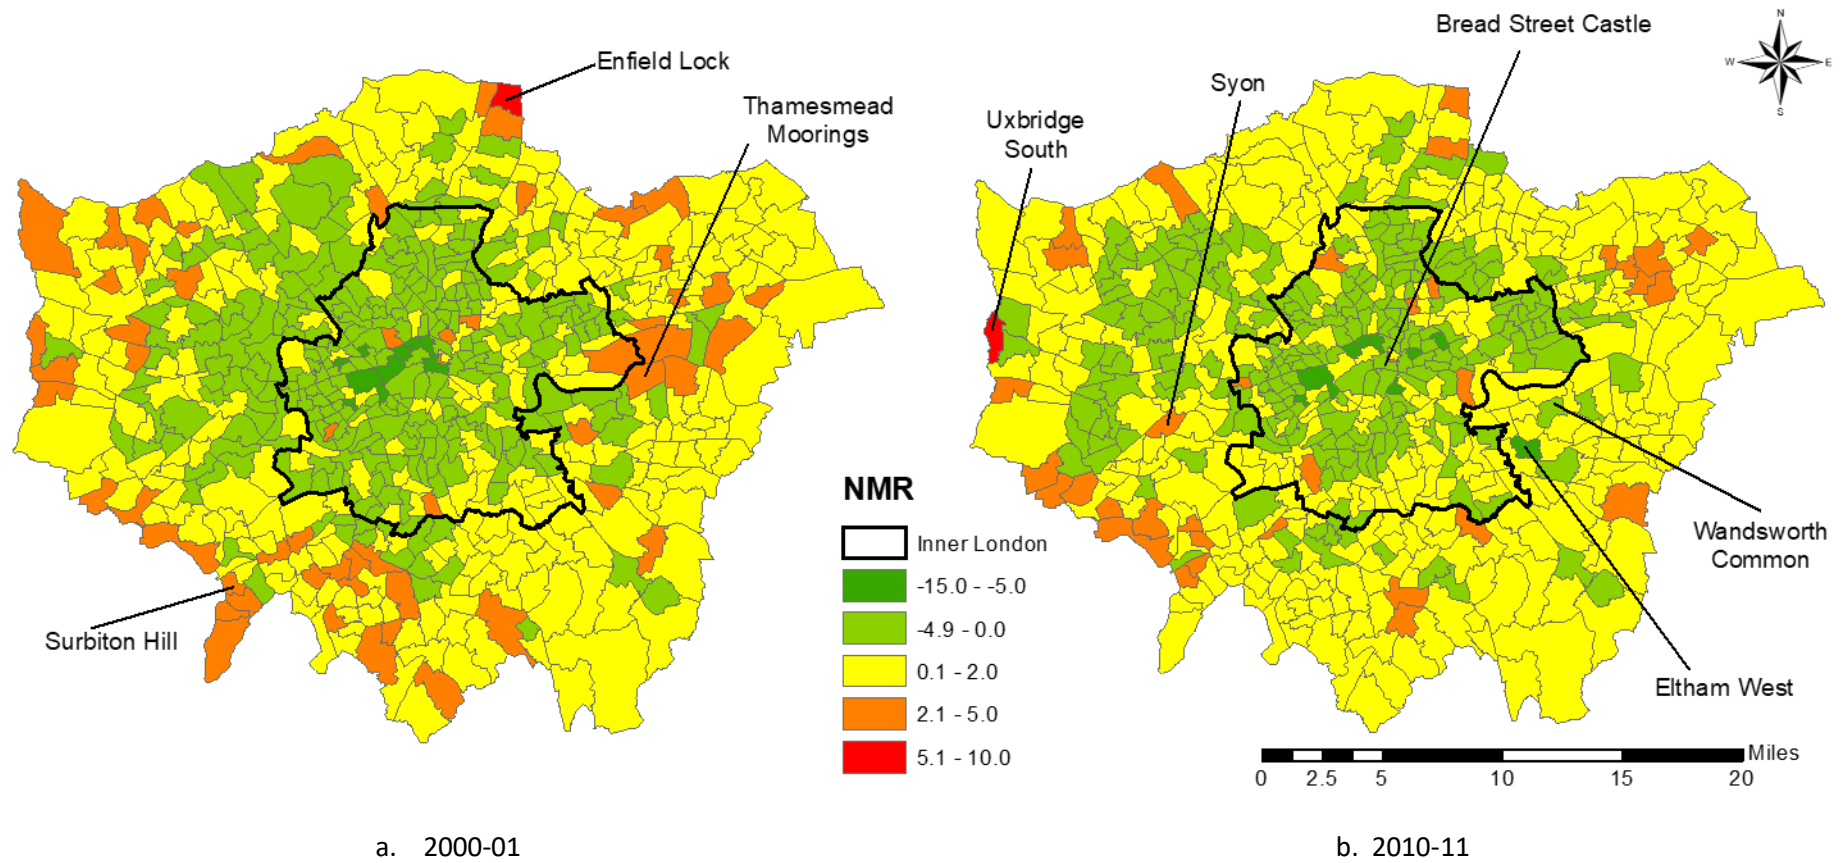 Enfield Lock
Thamesmead
Moorings
Surbiton Hill
Bread Street Castle
Syon
Uxbridge
South
N
W
E
S
Wandsworth
Common
Eltham West
NMR
Inner London
-15.0 - -5.0
-4.9 - 0.0
0.1 - 2.0
2.1 - 5.0
5.1 - 10.0
Miles
0 2.5 5 10 15 20
a. 2000-01
b. 2010-11